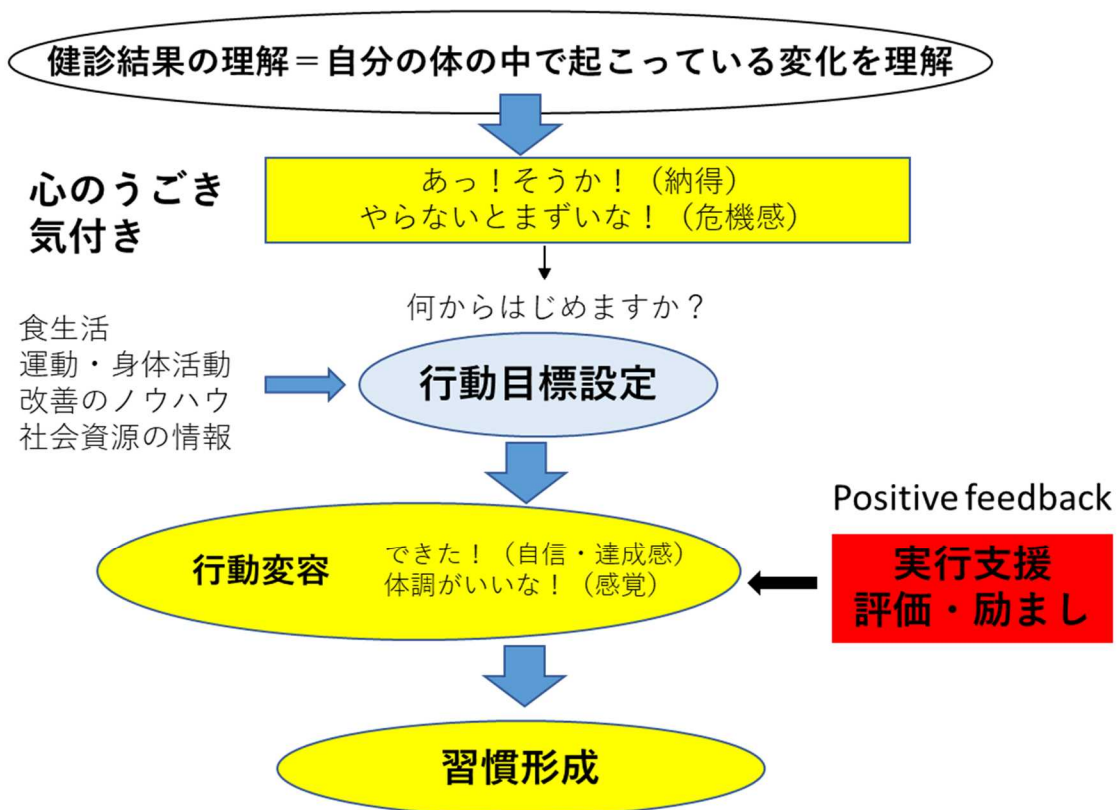 健診結果の理解＝自分の体の中で起こっている変化を理解
心のうごき
気付き
あっ！そうか！（納得）
やらないとまずいな！（危機感）
何からはじめますか？
食生活
運動・身体活動
改善のノウハウ
社会資源の情報
行動目標設定
行動変容
できた！（自信・達成感）
体調がいいな！（感覚）
Positive feedback
実行支援
評価・励まし
習慣形成